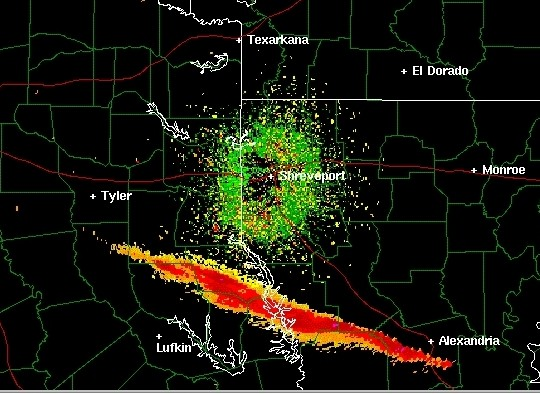 Texarkana
El Dorado
Shreveport
Monroe
Tyler
Alexandria
Lufkin